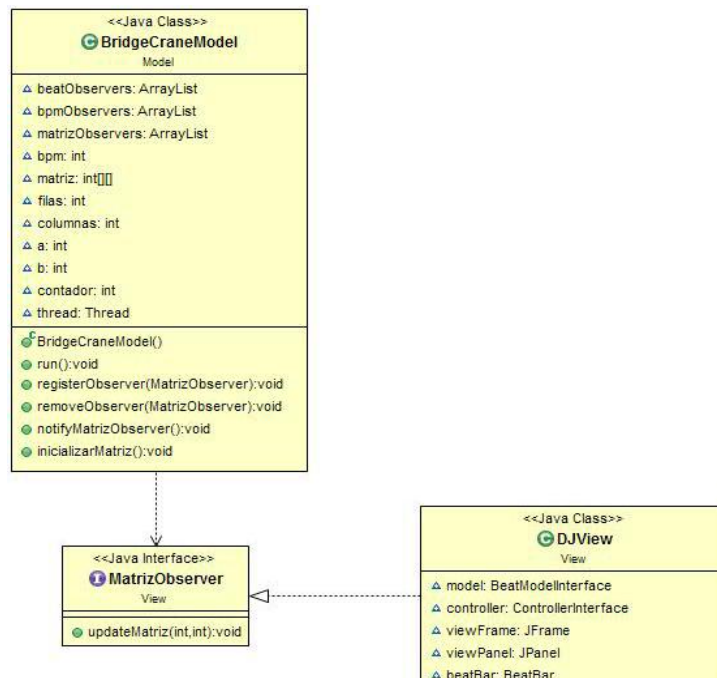 <<Java Class>>
BridgeCraneModel
Model
beatObservers: ArrayList
bpmObservers: ArrayList
matrizObservers: ArrayList
bpm: int
matriz: int[][]
filas: int
columnas: int
a: int
b: int
contador: int
thread: Thread
BridgeCraneModel()
run():void
registerObserver(MatrizObserver):void
removeObserver(MatrizObserver):void
notifyMatrizObserver():void
inicializarMatriz():void
<<Java Interface>>
MatrizObserver
View
updateMatriz(int,int):void
<<Java Class>>
DJView
View
model: BeatModelInterface
controller: ControllerInterface
viewFrame: JFrame
viewPanel: JPanel
beatBar: BeatBar